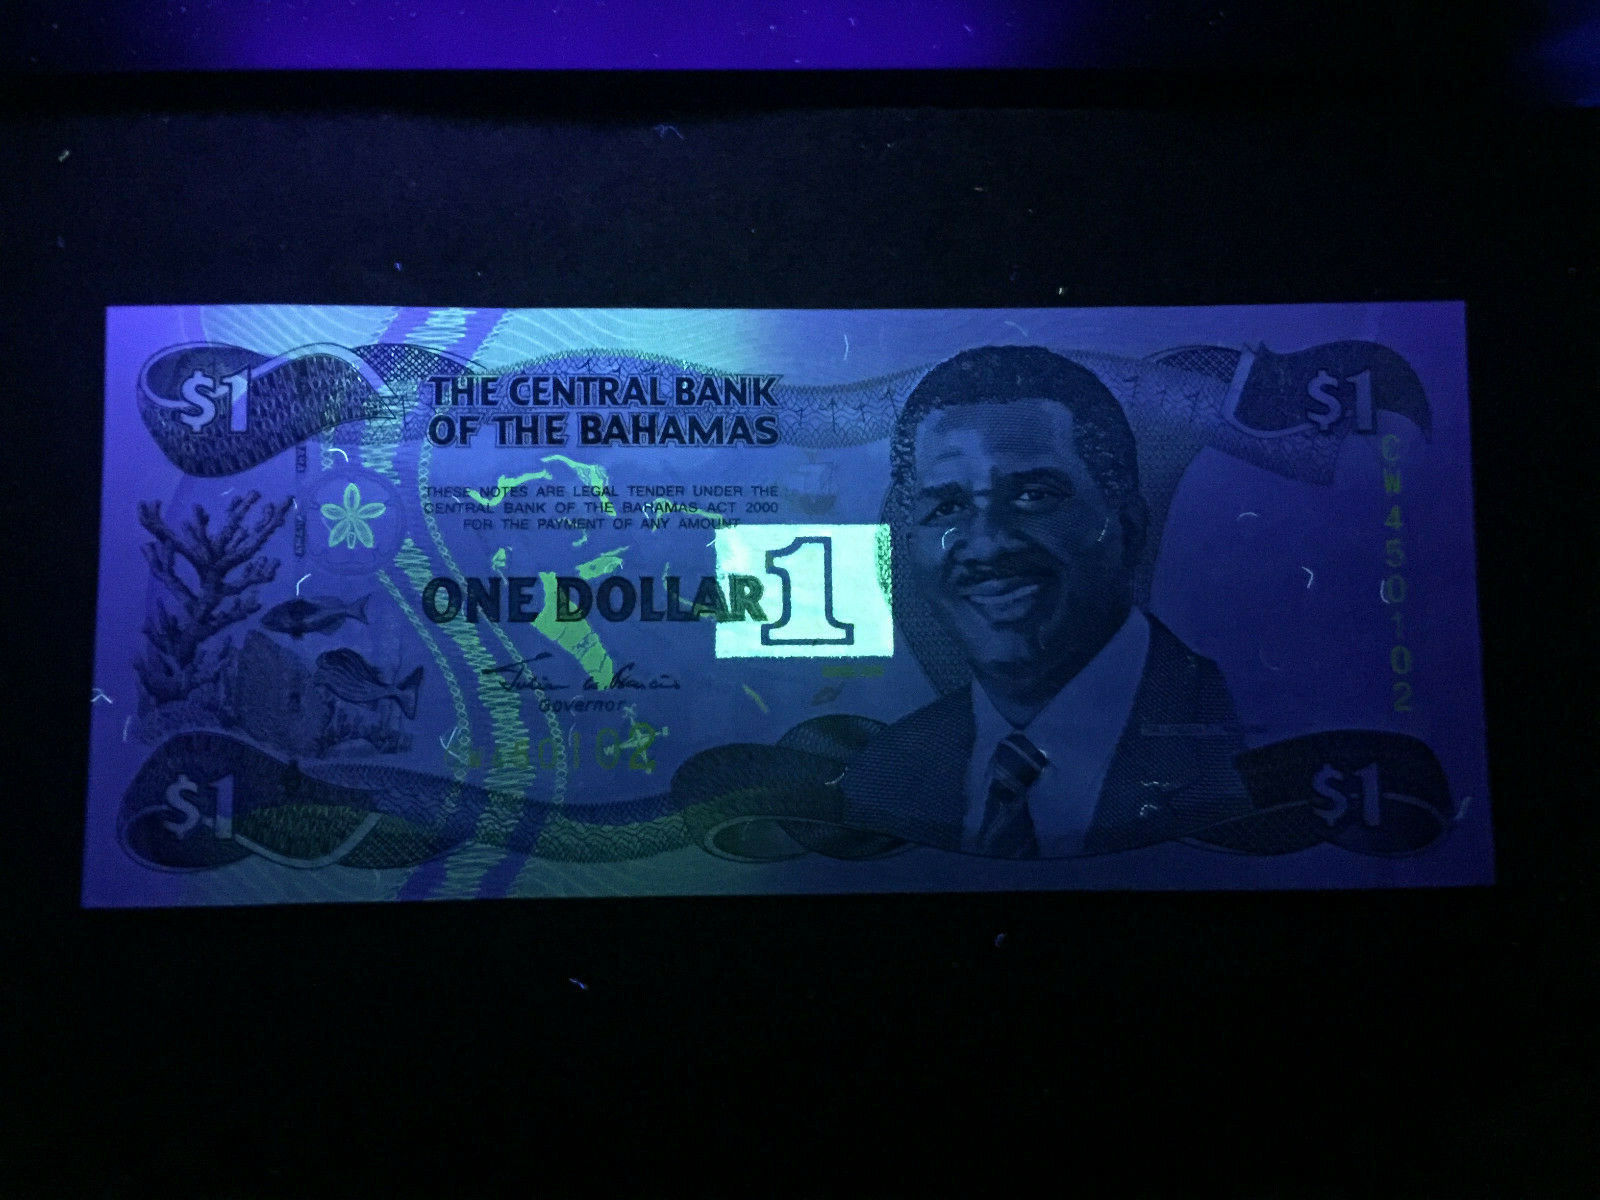 $1
$1
THE CENTRAL BANK
OF THE BAHAMAS
THESE NOTES ARE LEGAL TENDER UNDER THE
CENTRAL BANK OF THE BAHAMAS ACT 2000
FOR THE PAYMENT OF ANY AMOUNT
1
ONE DOLLAR
Governor
CW450102
$1
$1